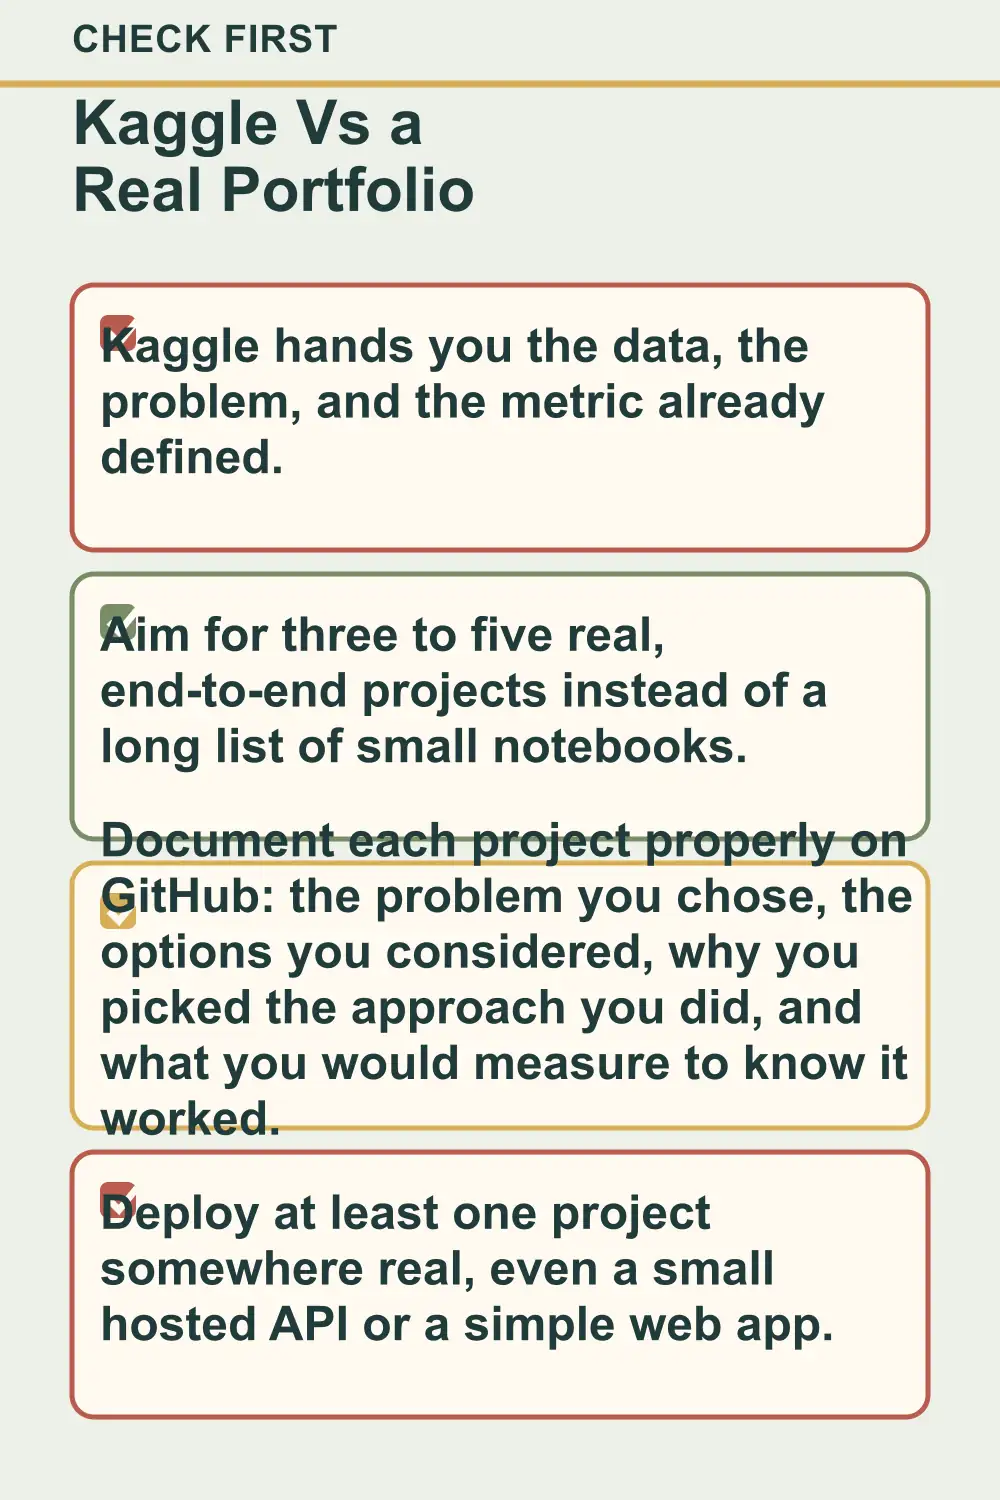 CHECK FIRST
Kaggle Vs a
Real Portfolio
Kaggle hands you the data, the
problem, and the metric already
defined.
Aim for three to five real,
end-to-end projects instead of a
long list of small notebooks.
Document each project properly on
GitHub: the problem you chose, the
options you considered, why you
picked the approach you did, and
what you would measure to know it
worked.
Deploy at least one project
somewhere real, even a small
hosted API or a simple web app.